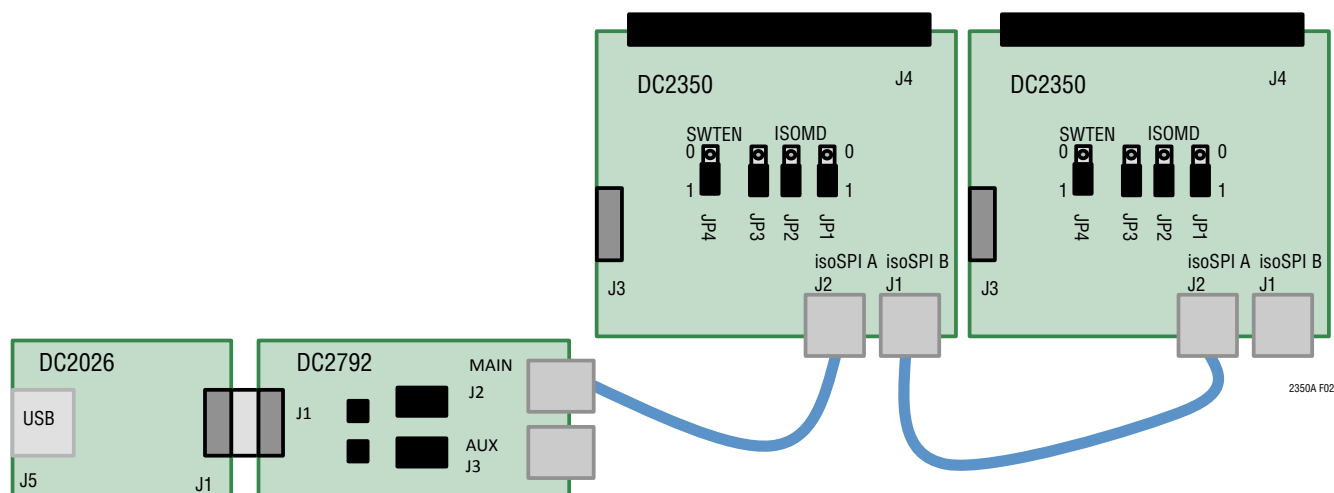 DC2350
J4
SWTEN ISOMD
0 0
1 1
JP4 JP3 JP2 JP1
isoSPI A isoSPI B
J2 J1
J3
DC2350
J4
SWTEN ISOMD
0 0
1 1
JP4 JP3 JP2 JP1
isoSPI A isoSPI B
J2 J1
J3
DC2026
USB
J5
J1
DC2792
MAIN
J2
J1
AUX
J3
2350A F02